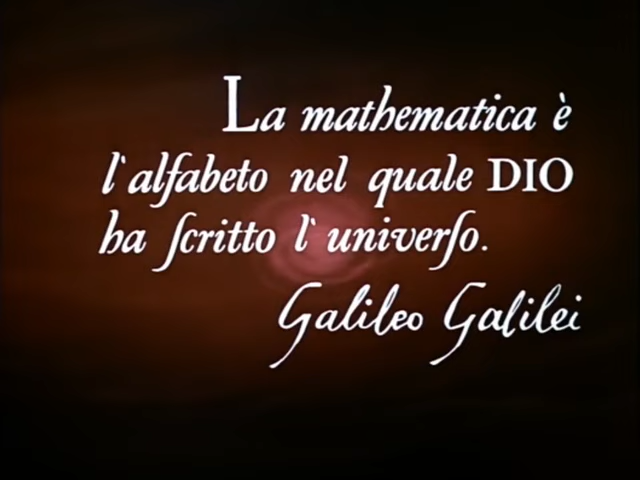 La mathematica è
l'alfabeto nel quale DIO
ha ſcritto l'univerſo.
Galileo Galilei